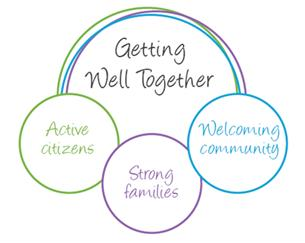 Getting
Well Together
Active
citizens
Strong
families
Welcoming
community